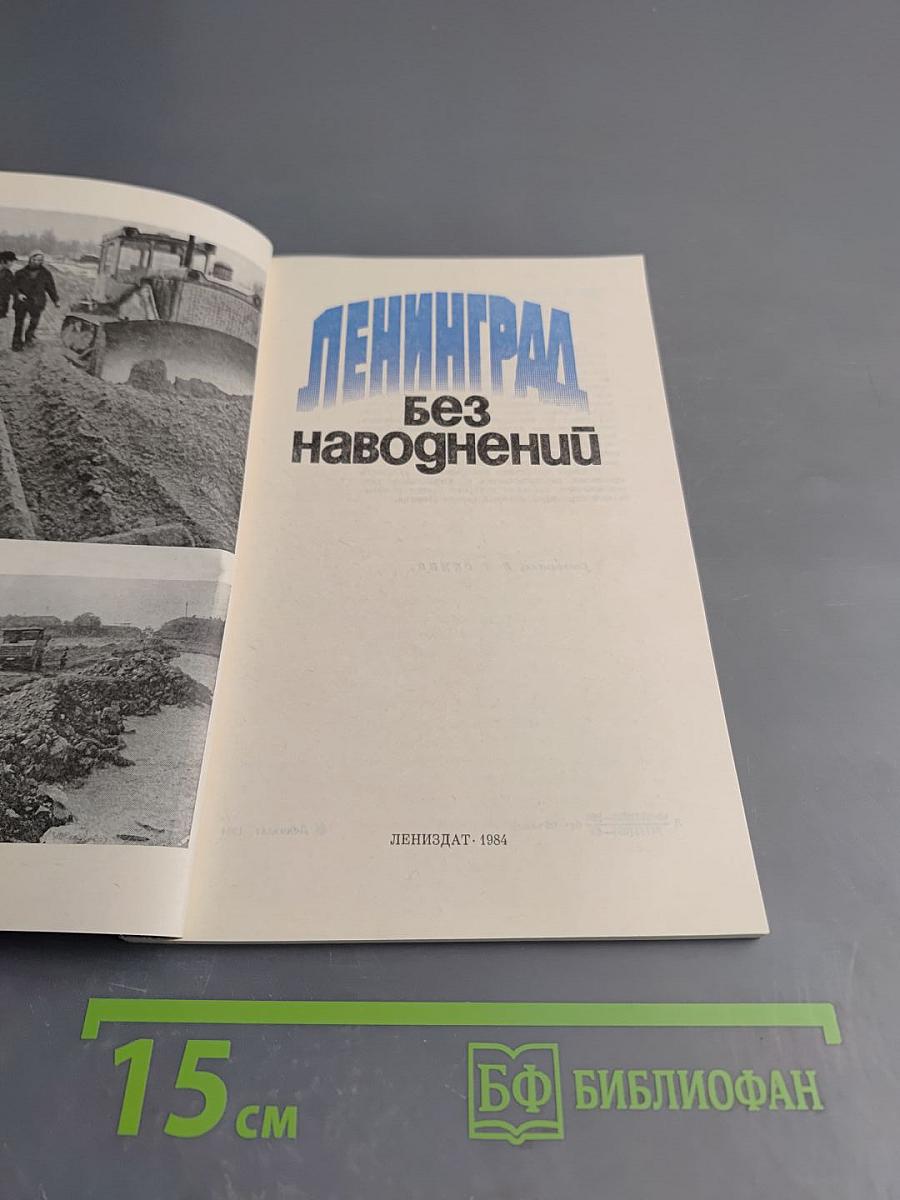 ЛЕНИНГРАД
без
наводнений
ЛЕНИЗДАТ · 1984
15 см
БФ БИБЛИОФАН